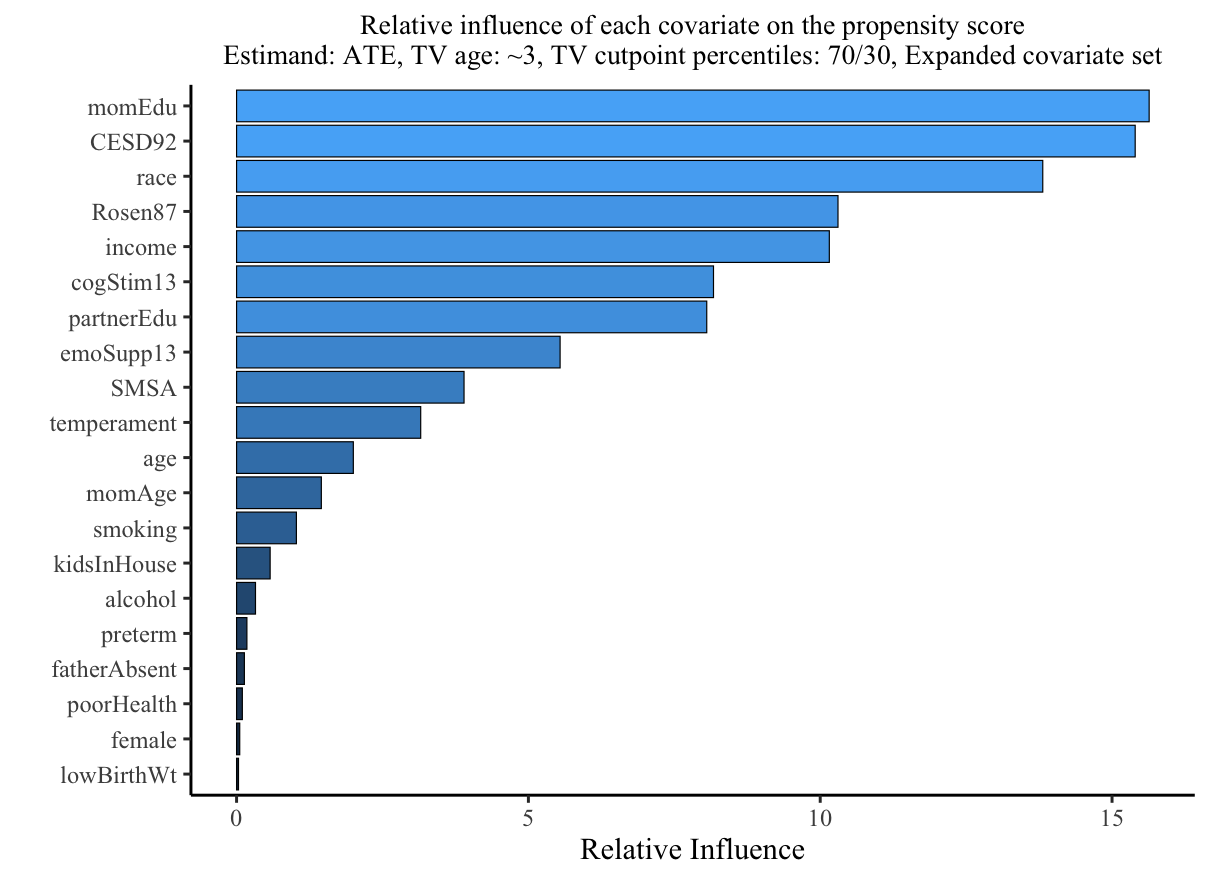 Relative influence of each covariate on the propensity score
Estimand: ATE, TV age: ~3, TV cutpoint percentiles: 70/30, Expanded covariate set
momEdu
CESD92
race
Rosen87
income
cogStim13
partnerEdu
emoSupp13
SMSA
temperament
age
momAge
smoking
kidsInHouse
alcohol
preterm
fatherAbsent
poorHealth
female
lowBirthWt
0 5 10 15
Relative Influence